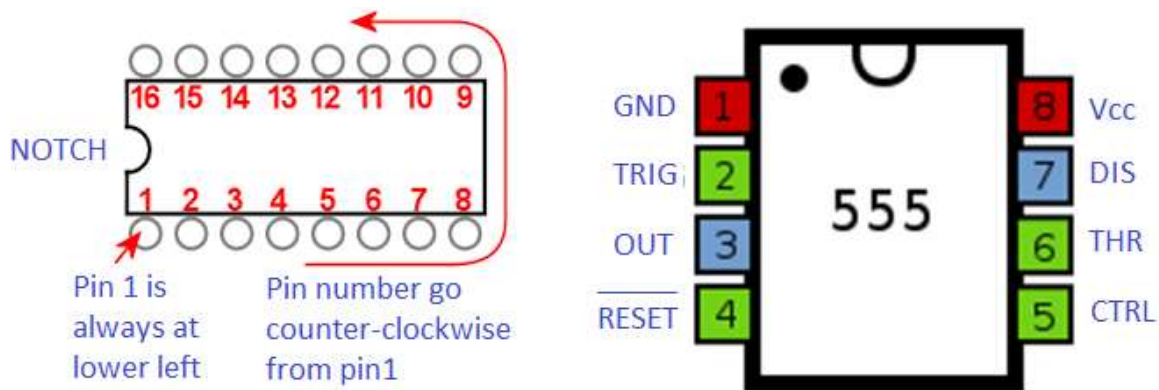 16 15 14 13 12 11 10 9
NOTCH
1 2 3 4 5 6 7 8
Pin 1 is
always at
lower left
Pin number go
counter-clockwise
from pin1
GND 1 8 Vcc
TRIG 2 7 DIS
555
OUT 3 6 THR
RESET 4 5 CTRL